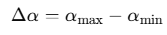 Δα = α_max − α_min